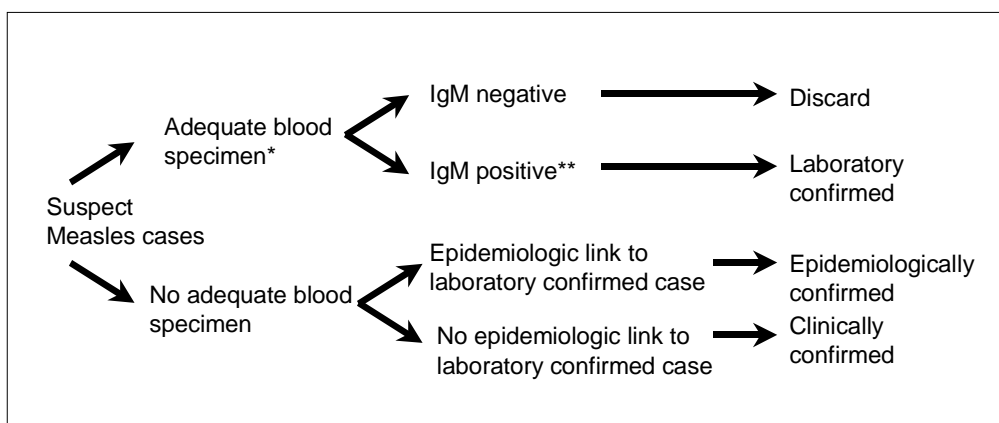 IgM negative
Discard
Adequate blood
specimen*
IgM positive**
Laboratory
confirmed
Suspect
Measles cases
Epidemiologic link to
laboratory confirmed case
Epidemiologically
confirmed
No adequate blood
specimen
No epidemiologic link to
laboratory confirmed case
Clinically
confirmed